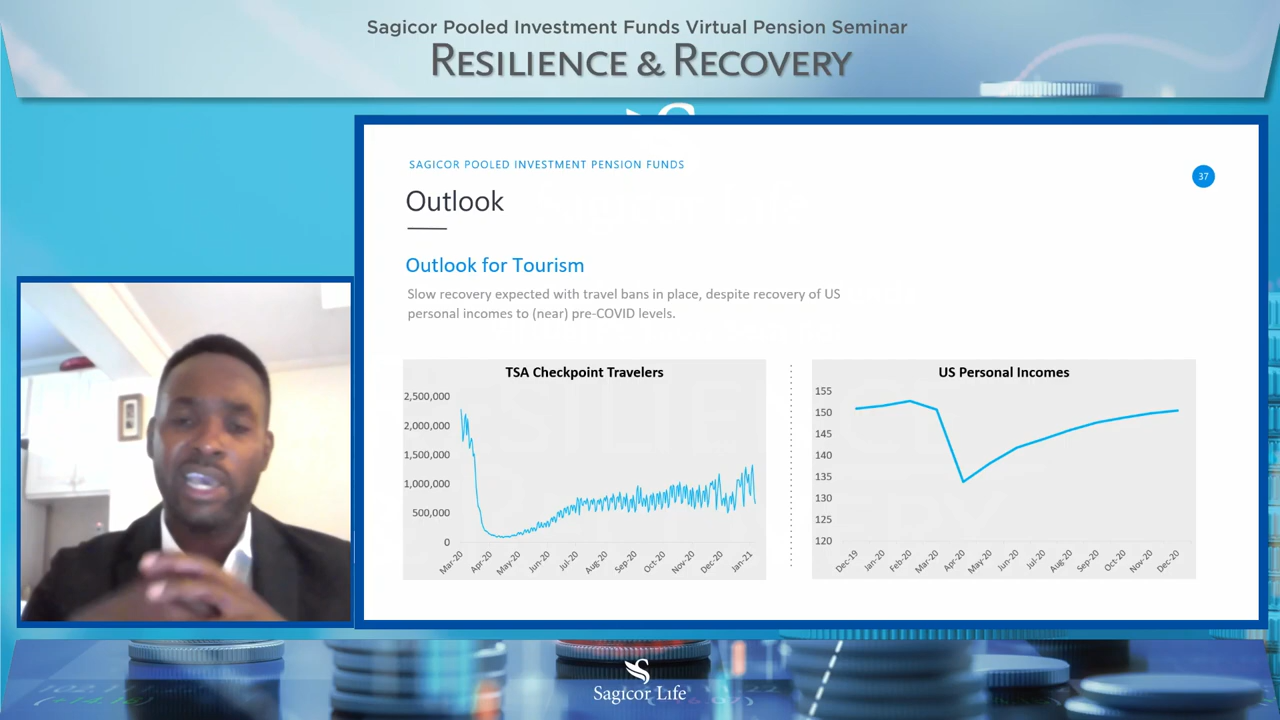 Sagicor Pooled Investment Funds Virtual Pension Seminar
RESILIENCE & RECOVERY
SAGICOR POOLED INVESTMENT PENSION FUNDS
37
Outlook
Outlook for Tourism
Slow recovery expected with travel bans in place, despite recovery of US
personal incomes to (near) pre-COVID levels.
TSA Checkpoint Travelers
2,500,000
2,000,000
1,500,000
1,000,000
500,000
0
Mar-20 Apr-20 May-20 Jun-20 Jul-20 Aug-20 Sep-20 Oct-20 Nov-20 Dec-20 Jan-21
US Personal Incomes
155
150
145
140
135
130
125
120
Dec-19 Jan-20 Feb-20 Mar-20 Apr-20 May-20 Jun-20 Jul-20 Aug-20 Sep-20 Oct-20 Nov-20 Dec-20
Sagicor Life